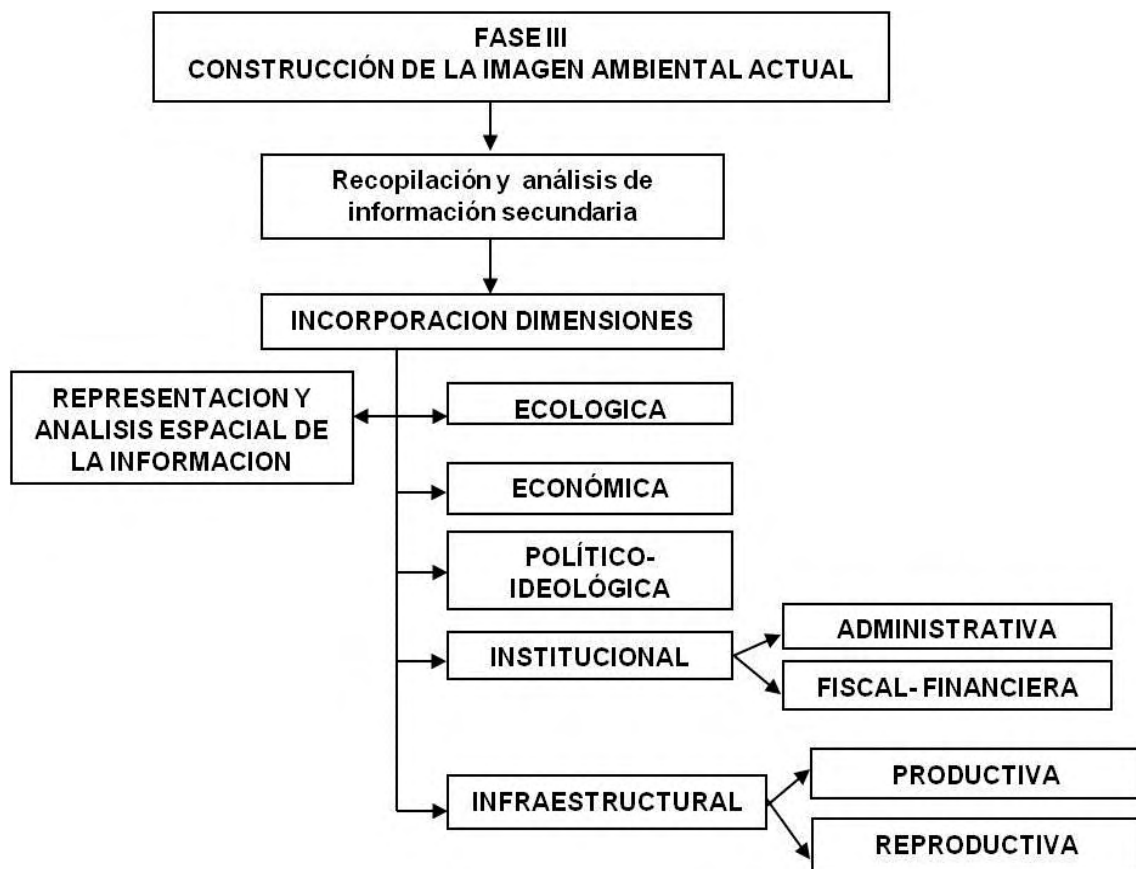 FASE III
CONSTRUCCIÓN DE LA IMAGEN AMBIENTAL ACTUAL
Recopilación y análisis de
información secundaria
INCORPORACION DIMENSIONES
REPRESENTACION Y
ANALISIS ESPACIAL DE
LA INFORMACION
ECOLOGICA
ECONÓMICA
POLÍTICO-
IDEOLÓGICA
INSTITUCIONAL
ADMINISTRATIVA
FISCAL- FINANCIERA
INFRAESTRUCTURAL
PRODUCTIVA
REPRODUCTIVA